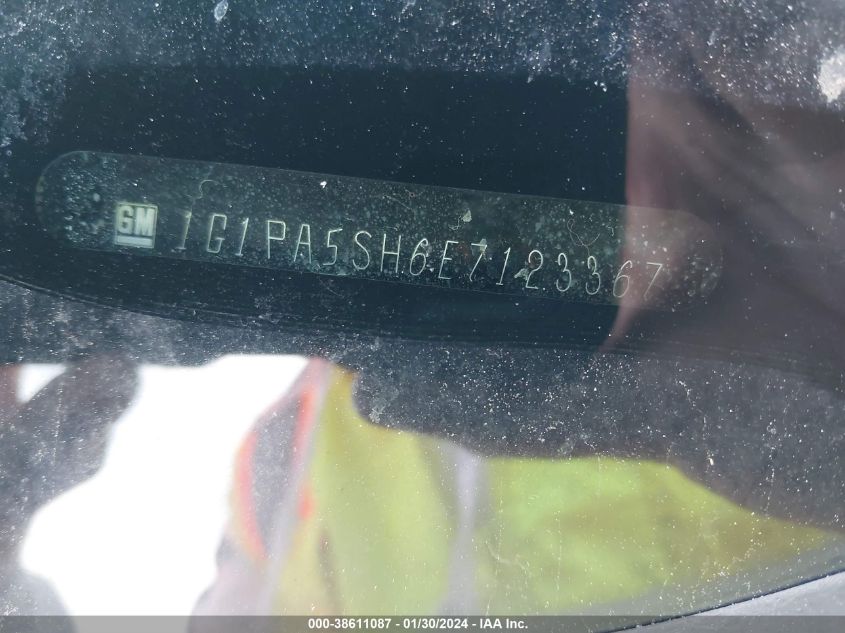 GM 1G1PA5SH6E7123367
000-38611087 - 01/30/2024 - IAA Inc.